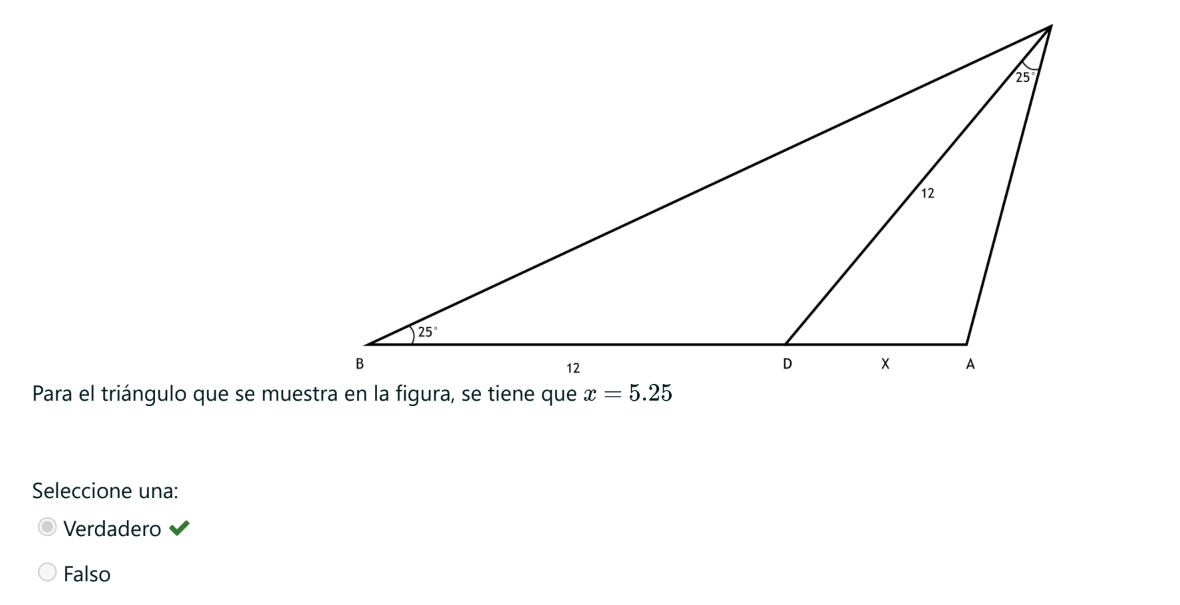 25°
12
25°
B
D
X
A
12
Para el triángulo que se muestra en la figura, se tiene que x = 5.25
Seleccione una:
Verdadero
Falso